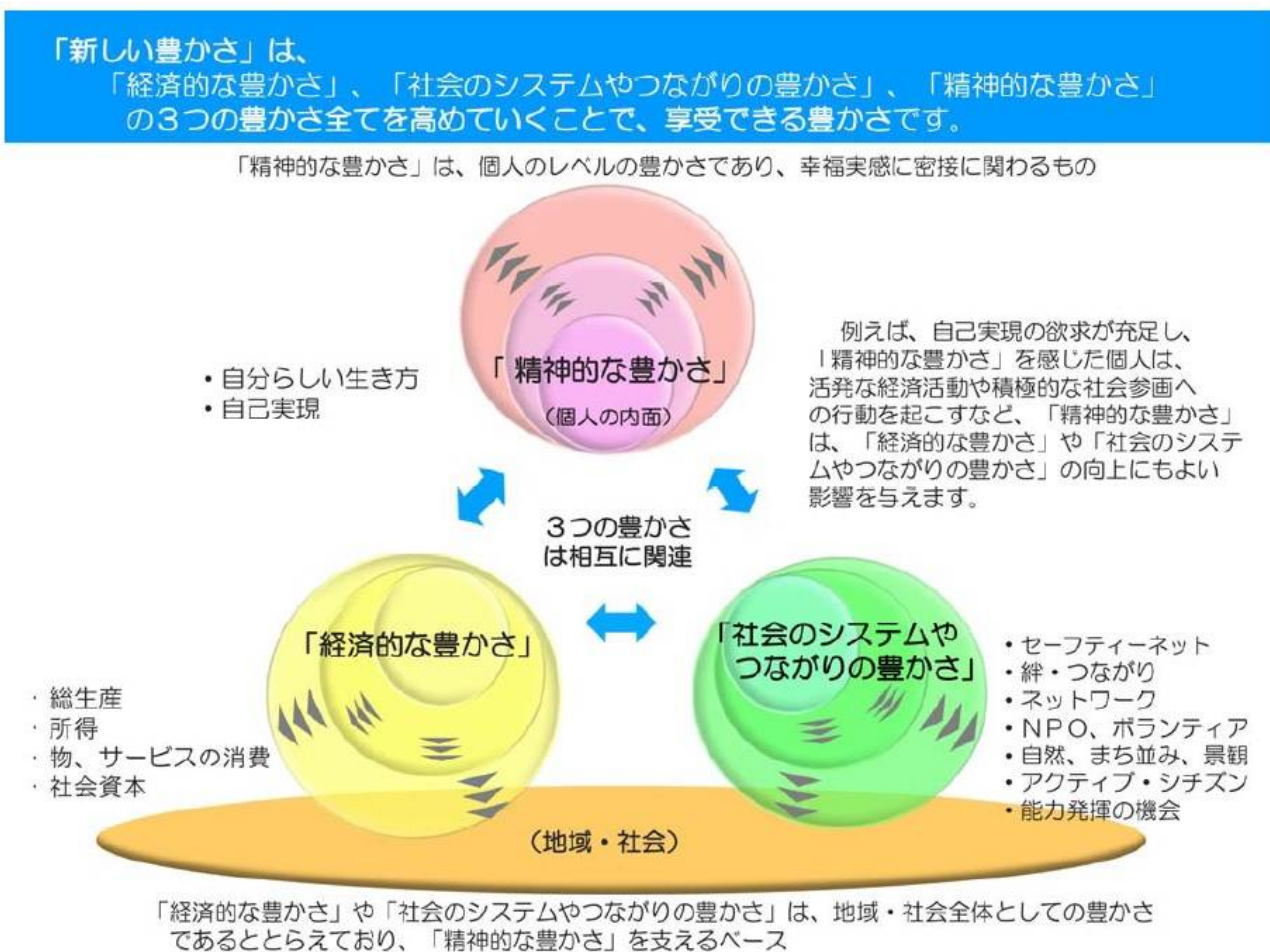 「新しい豊かさ」は、
「経済的な豊かさ」、「社会のシステムやつながりの豊かさ」、「精神的な豊かさ」
の３つの豊かさ全てを高めていくことで、享受できる豊かさです。
「精神的な豊かさ」は、個人のレベルの豊かさであり、幸福実感に密接に関わるもの
「精神的な豊かさ」
（個人の内面）
・自分らしい生き方
・自己実現
例えば、自己実現の欲求が充足し、
「精神的な豊かさ」を感じた個人は、
活発な経済活動や積極的な社会参画へ
の行動を起こすなど、「精神的な豊かさ」
は、「経済的な豊かさ」や「社会のシステ
ムやつながりの豊かさ」の向上にもよい
影響を与えます。
３つの豊かさ
は相互に関連
「経済的な豊かさ」
・総生産
・所得
・物、サービスの消費
・社会資本
「社会のシステムや
つながりの豊かさ」
・セーフティーネット
・絆・つながり
・ネットワーク
・ＮＰＯ、ボランティア
・自然、まち並み、景観
・アクティブ・シチズン
・能力発揮の機会
（地域・社会）
「経済的な豊かさ」や「社会のシステムやつながりの豊かさ」は、地域・社会全体としての豊かさ
であるととらえており、「精神的な豊かさ」を支えるベース